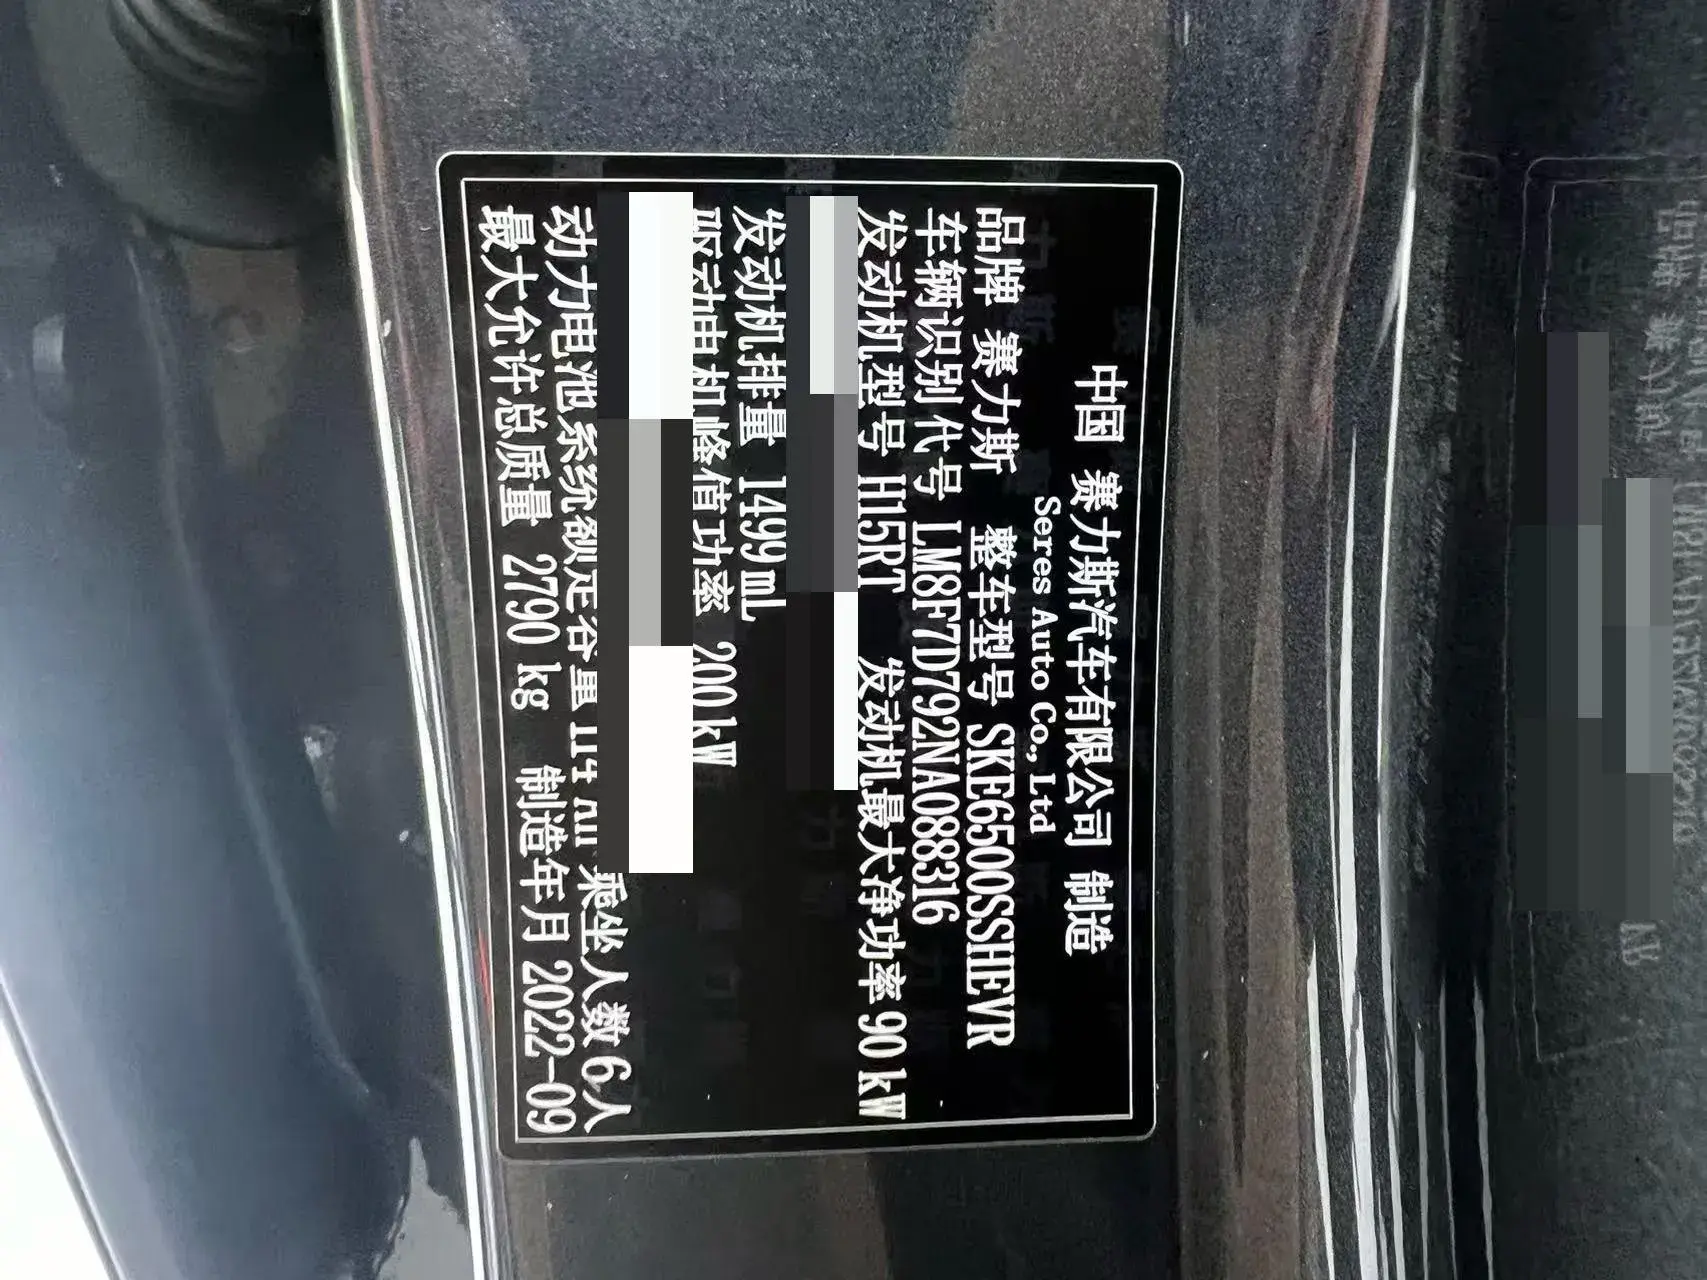 中国 赛力斯汽车有限公司 制造
Seres Auto Co., Ltd
品牌 赛力斯 整车型号 SKE6500SSHEVR
车辆识别代号 LM8F7D792NA088316
发动机型号 H15RT 发动机最大净功率 90 kW
发动机排量 1499 mL
驱动电机峰值功率 200 kW
动力电池系统额定容量 114 Ah 乘坐人数 6 人
最大允许总质量 2790 kg 制造年月 2022-09